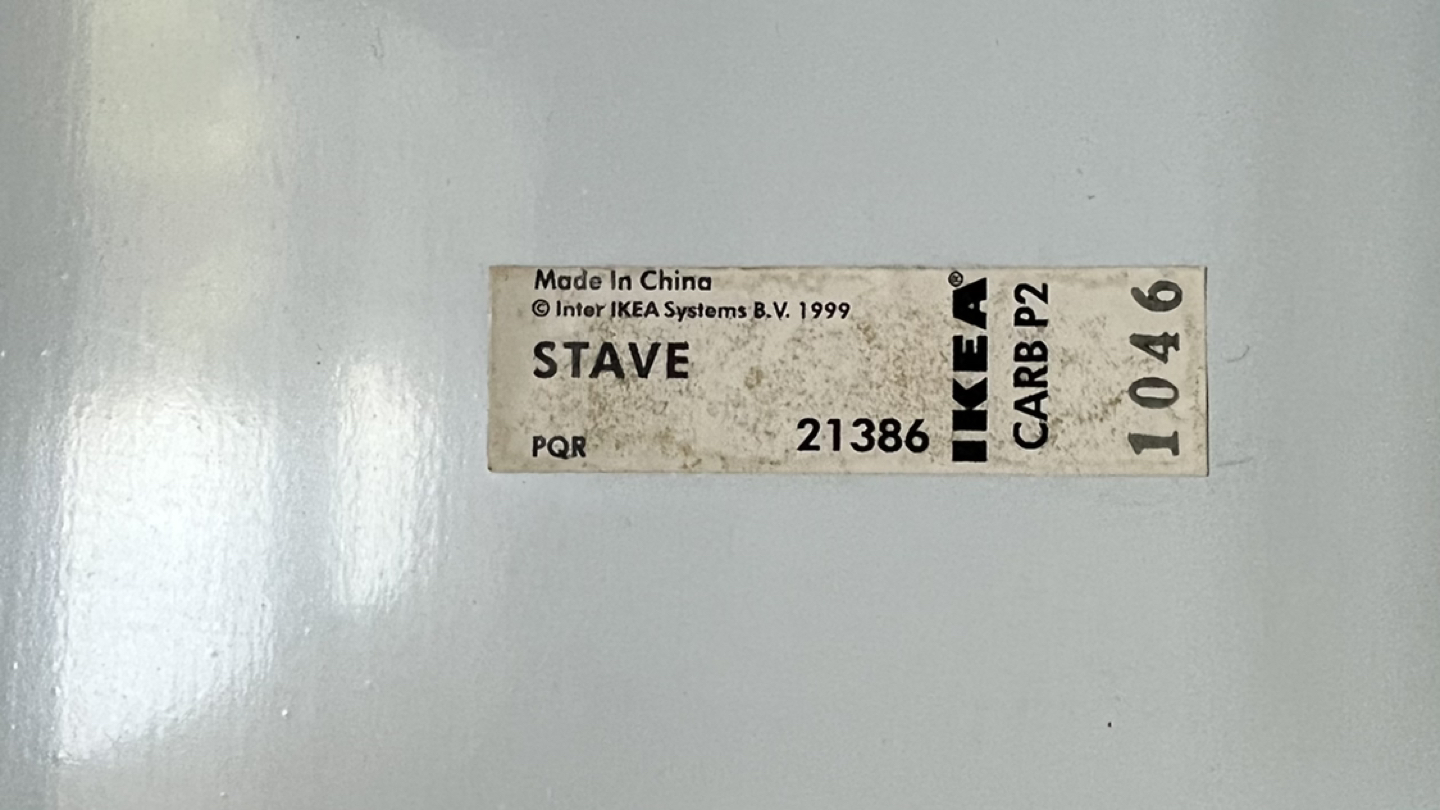 Made In China
© Inter IKEA Systems B.V. 1999
STAVE
PQR
21386
IKEA®
CARB P2
1046